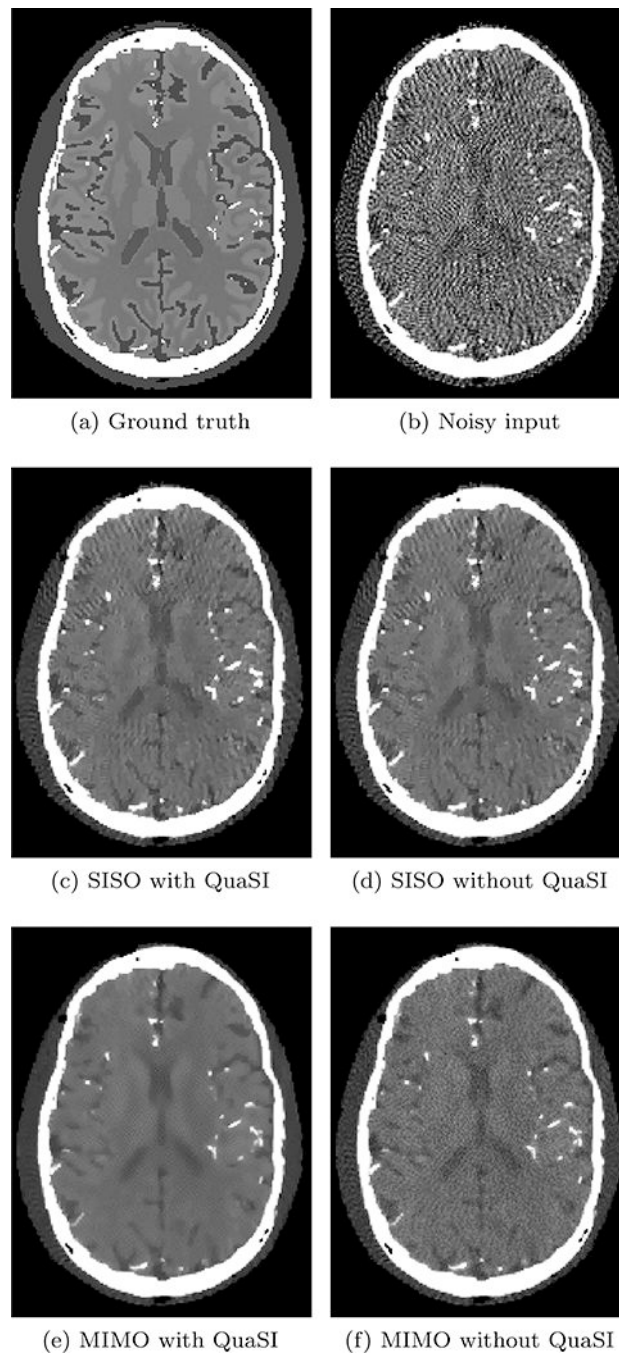 (a) Ground truth
(b) Noisy input
(c) SISO with QuaSI
(d) SISO without QuaSI
(e) MIMO with QuaSI
(f) MIMO without QuaSI